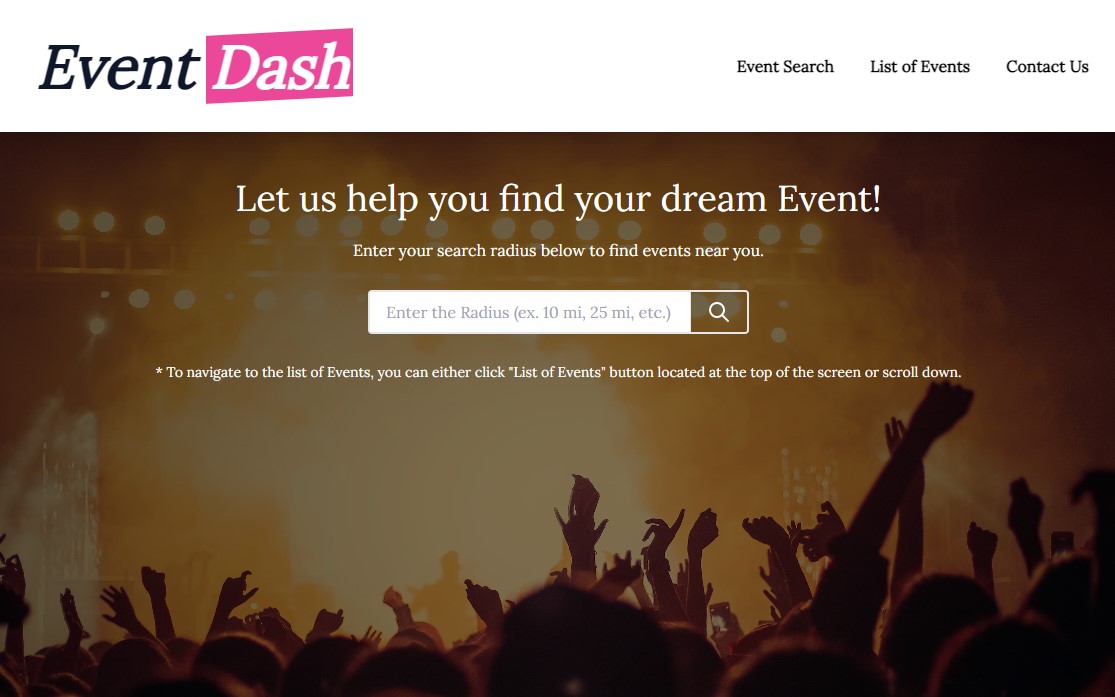 Event Dash
Event Search
List of Events
Contact Us
Let us help you find your dream Event!
Enter your search radius below to find events near you.
Enter the Radius (ex. 10 mi, 25 mi, etc.)
* To navigate to the list of Events, you can either click "List of Events" button located at the top of the screen or scroll down.